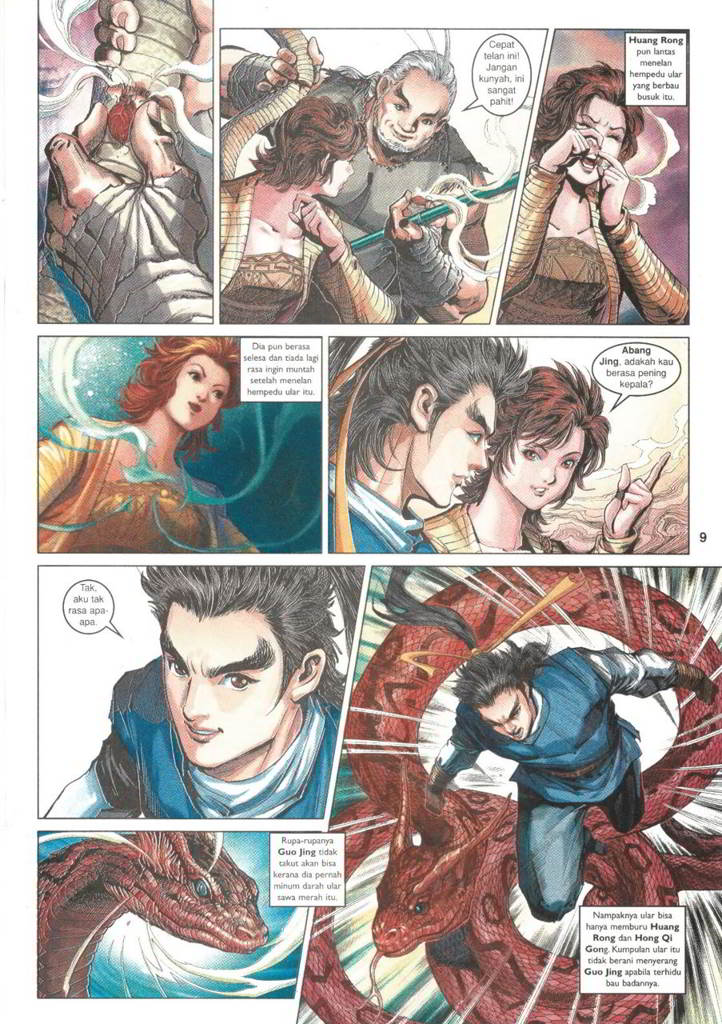 Cepat
telan ini!
Jangan
kunyah, ini
sangat
pahit!
Huang Rong
pun lantas
menelan
hempedu ular
yang berbau
busuk itu.
Dia pun berasa
selesa dan tiada lagi
rasa ingin muntah
setelah menelan
hempedu ular itu.
Abang
Jing, adakah kau
berasa pening
kepala?
9
Tak,
aku tak
rasa apa-
apa.
Rupa-rupanya
Guo Jing tidak
takut akan bisa
kerana dia pernah
minum darah ular
sawa merah itu.
Nampaknya ular bisa
hanya memburu Huang
Rong dan Hong Qi
Gong. Kumpulan ular itu
tidak berani menyerang
Guo Jing apabila terhidu
bau badannya.